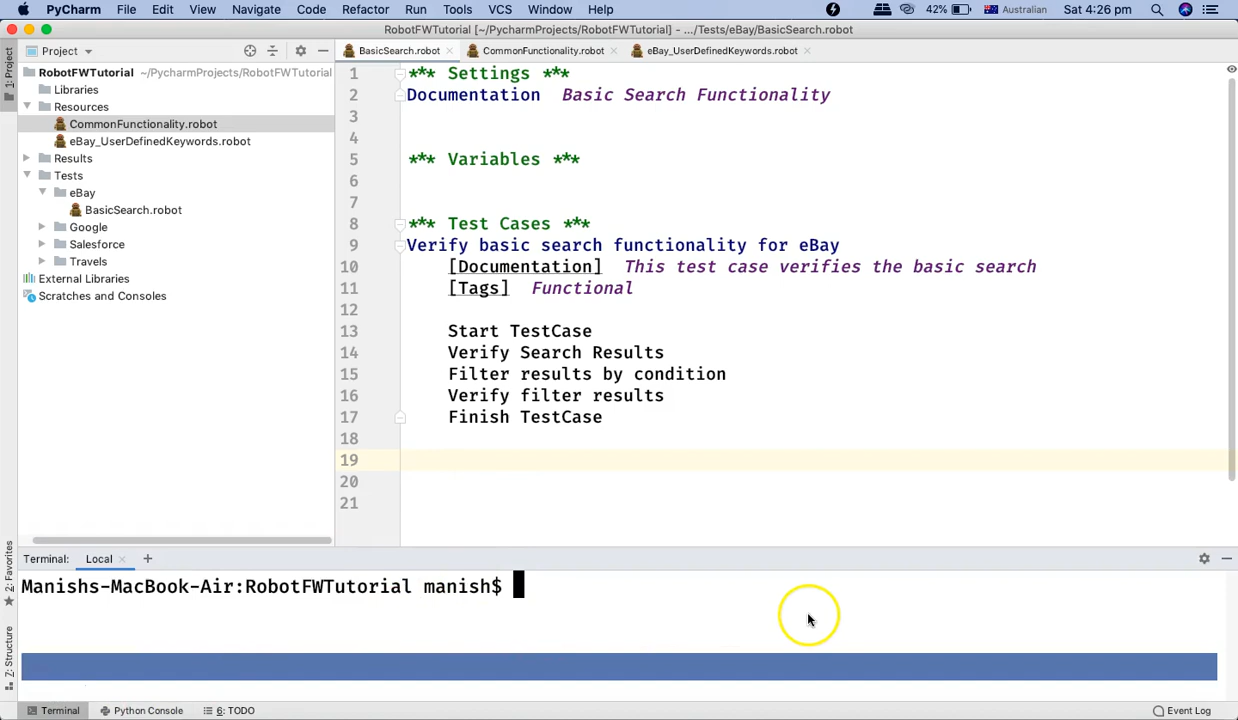 PyCharm File Edit View Navigate Code Refactor Run Tools VCS Window Help 42% Australian Sat 4:26 pm
RobotFWTutorial [~/PycharmProjects/RobotFWTutorial] - .../Tests/eBay/BasicSearch.robot
1: Project
Project
BasicSearch.robot
CommonFunctionality.robot
eBay_UserDefinedKeywords.robot
RobotFWTutorial ~/PycharmProjects/RobotFWTutorial
Libraries
Resources
CommonFunctionality.robot
eBay_UserDefinedKeywords.robot
Results
Tests
eBay
BasicSearch.robot
Google
Salesforce
Travels
External Libraries
Scratches and Consoles
1 *** Settings ***
2 Documentation Basic Search Functionality
3
4
5 *** Variables ***
6
7
8 *** Test Cases ***
9 Verify basic search functionality for eBay
10 [Documentation] This test case verifies the basic search
11 [Tags] Functional
12
13 Start TestCase
14 Verify Search Results
15 Filter results by condition
16 Verify filter results
17 Finish TestCase
18
19
20
21
2: Favorites
Z: Structure
Terminal: Local
Manishs-MacBook-Air:RobotFWTutorial manish$
Terminal Python Console 6: TODO Event Log